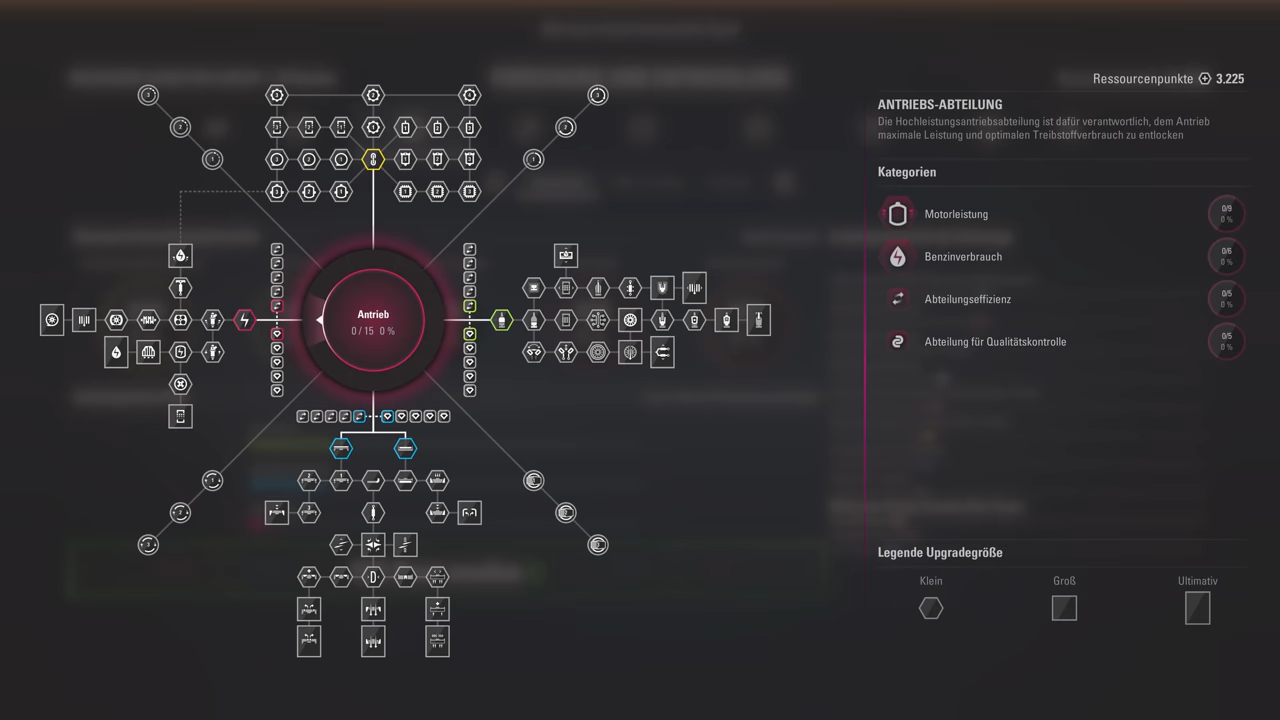 Ressourcenpunkte 3.225
ANTRIEBS-ABTEILUNG
Die Hochleistungsantriebsabteilung ist dafür verantwortlich, dem Antrieb
maximale Leistung und optimalen Treibstoffverbrauch zu entlocken
Kategorien
Motorleistung
0/9
0 %
Benzinverbrauch
0/6
0 %
Abteilungseffizienz
0/5
0 %
Abteilung für Qualitätskontrolle
0/5
0 %
Antrieb
0 / 15 0 %
Legende Upgradegröße
Klein
Groß
Ultimativ